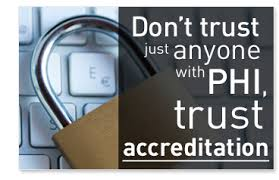 Don't trust
just anyone
with PHI,
trust
accreditation